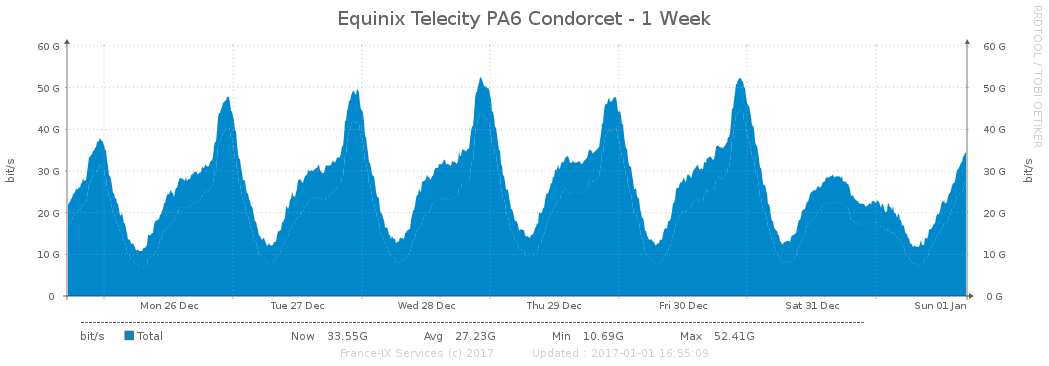 Equinix Telecity PA6 Condorcet - 1 Week
RRDTOOL / TOBI OETIKER
60 G 60 G
50 G 50 G
40 G 40 G
30 G 30 G
20 G 20 G
10 G 10 G
0 0 G
bit/s bit/s
Mon 26 Dec Tue 27 Dec Wed 28 Dec Thu 29 Dec Fri 30 Dec Sat 31 Dec Sun 01 Jan
bit/s Total Now 33.55G Avg 27.23G Min 10.69G Max 52.41G
France-IX Services (c) 2017 Updated : 2017-01-01 16:55:09